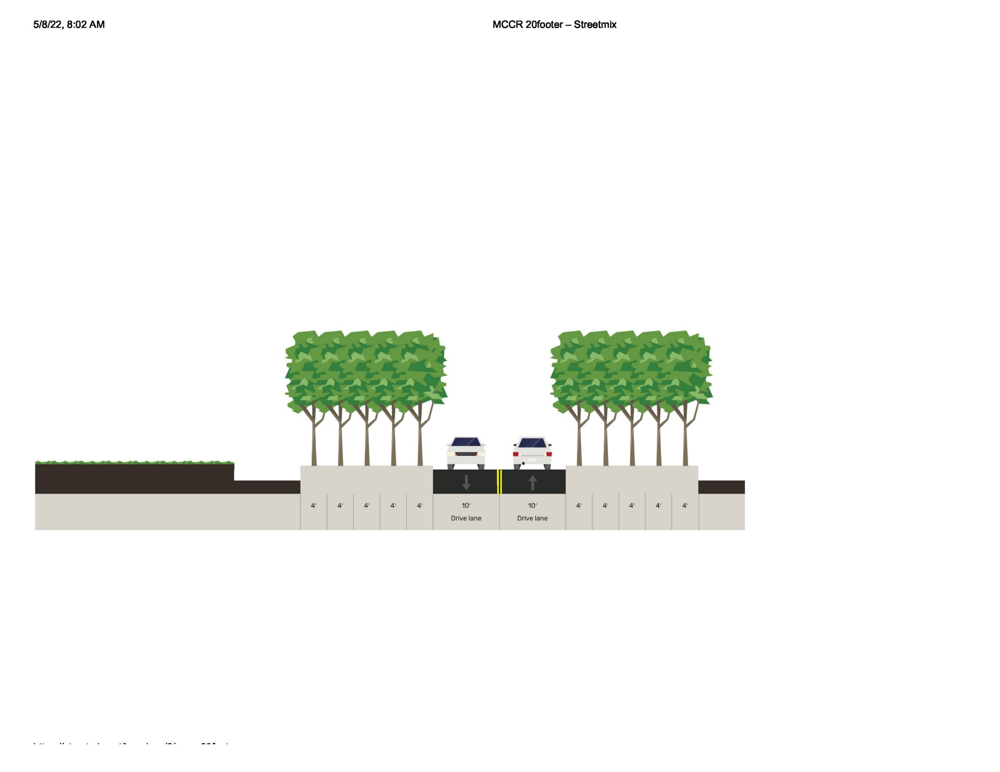 5/8/22, 8:02 AM
MCCR 20footer – Streetmix
4′ 4′ 4′ 4′ 4′ 10′ 10′ 4′ 4′ 4′ 4′ 4′
Drive lane Drive lane